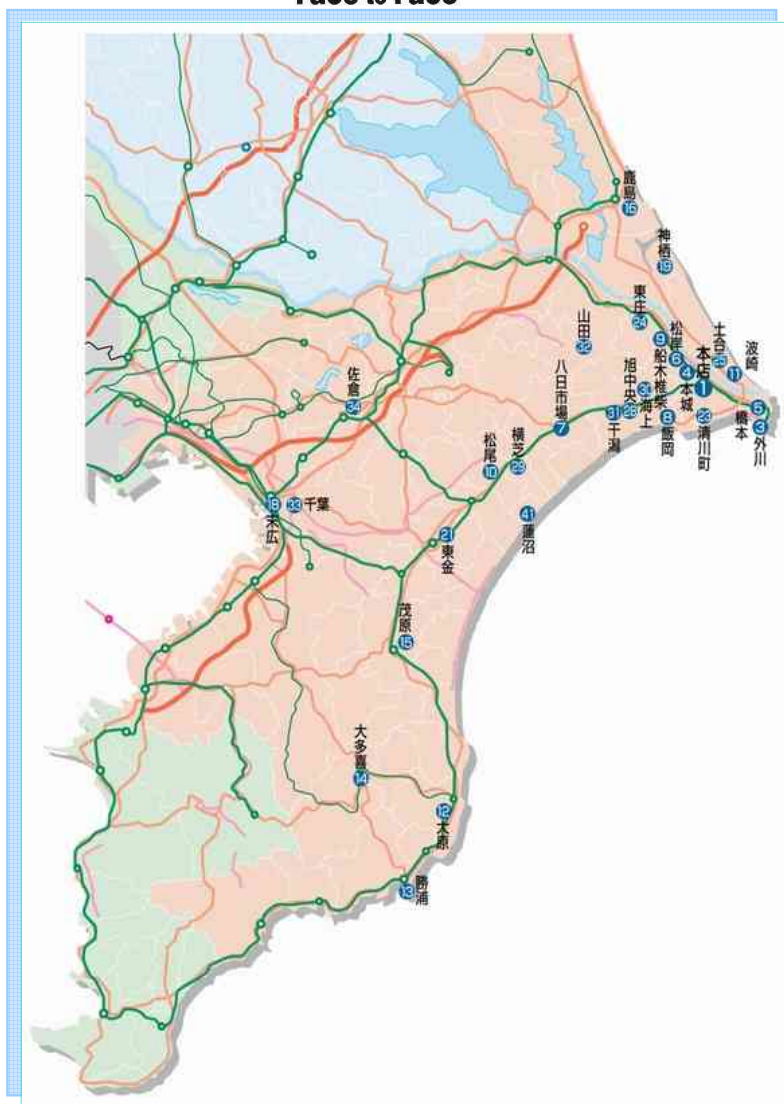 Face to Face
鹿島
16
神栖
19
山田
32
東庄
24
9
船木椎柴
松岸
6
4
本城
本店
1
土合
25
波崎
11
佐倉
34
八日市場
7
旭中央
26
30
海上
31
干潟
8
飯岡
23
清川町
5
橋本
3
外川
松尾
10
横芝
29
18
末広
33 千葉
41
蓮沼
21
東金
茂原
15
大多喜
14
12
大原
13
勝浦